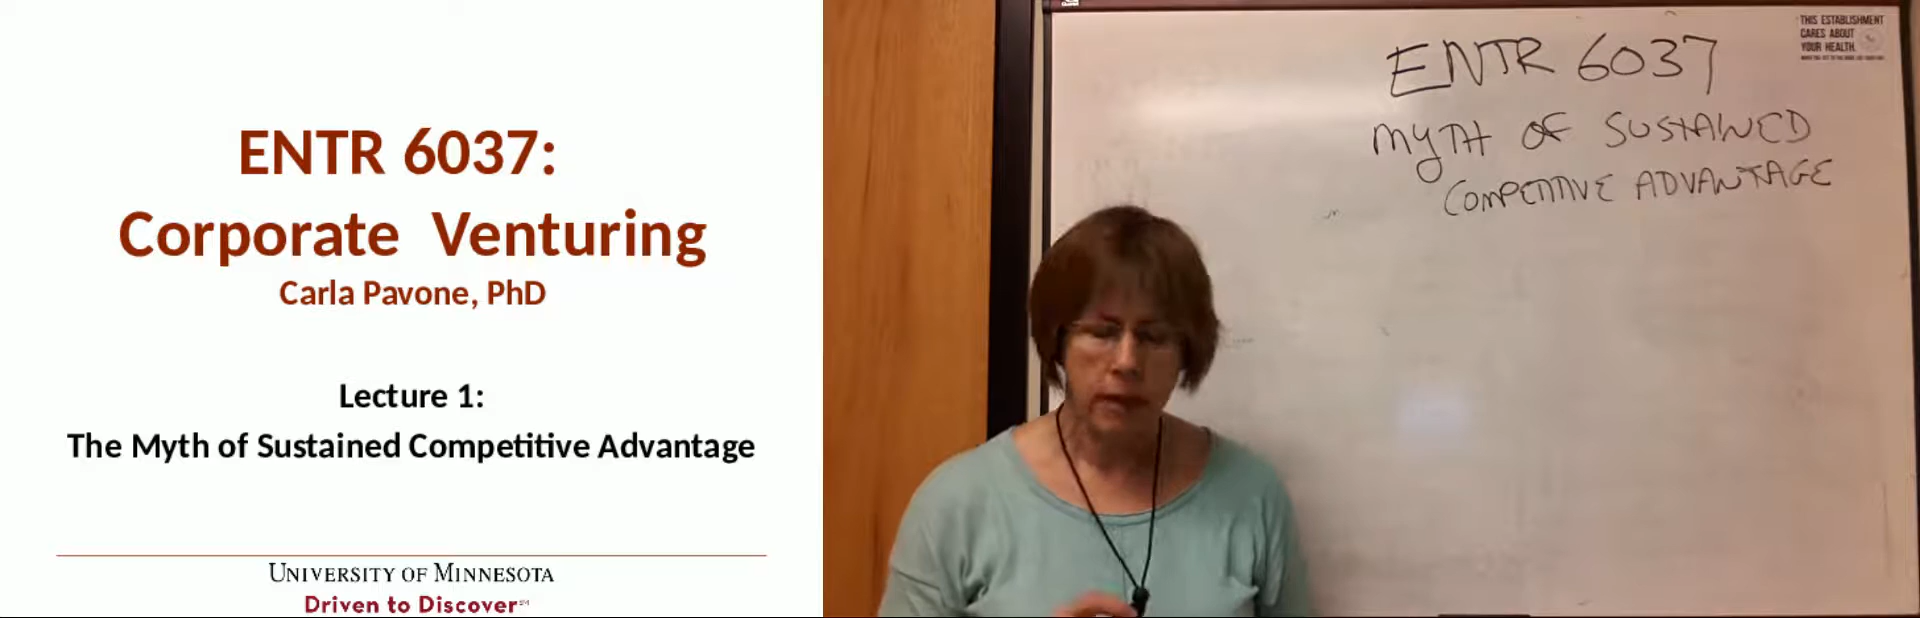 ENTR 6037:
Corporate Venturing
Carla Pavone, PhD
Lecture 1:
The Myth of Sustained Competitive Advantage
UNIVERSITY OF MINNESOTA
Driven to Discover℠
THIS ESTABLISHMENT
CARES ABOUT
YOUR HEALTH.
ENTR 6037
MYTH OF SUSTAINED
COMPETITIVE ADVANTAGE